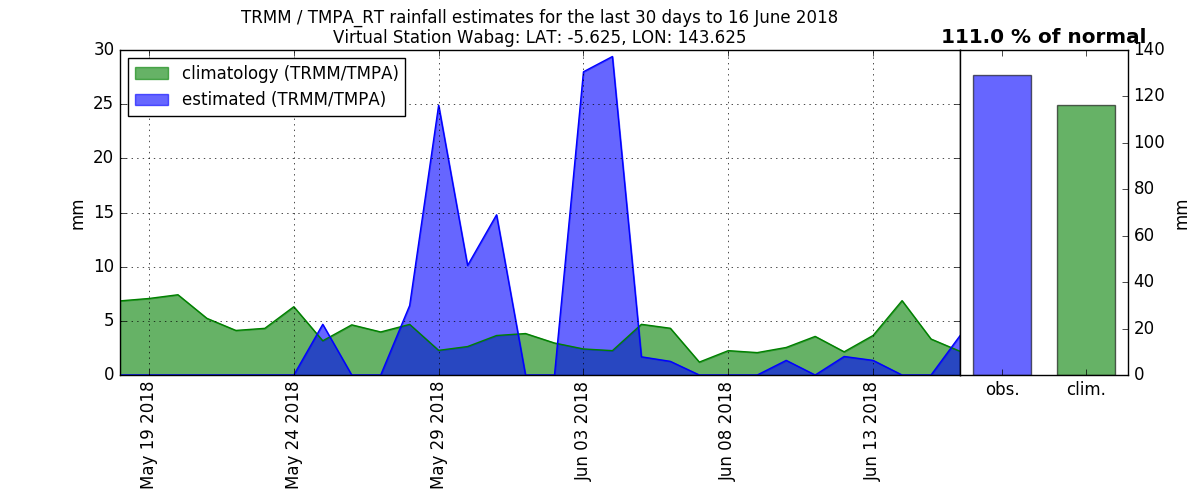 TRMM / TMPA_RT rainfall estimates for the last 30 days to 16 June 2018
Virtual Station Wabag: LAT: -5.625, LON: 143.625
111.0 % of normal
climatology (TRMM/TMPA)
estimated (TRMM/TMPA)
30
25
20
15
10
5
0
mm
May 19 2018
May 24 2018
May 29 2018
Jun 03 2018
Jun 08 2018
Jun 13 2018
140
120
100
80
60
40
20
0
mm
obs.
clim.